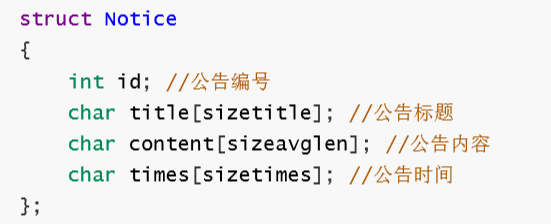 struct Notice
{
int id; //公告编号
char title[sizetitle]; //公告标题
char content[sizeavglen]; //公告内容
char times[sizetimes]; //公告时间
};